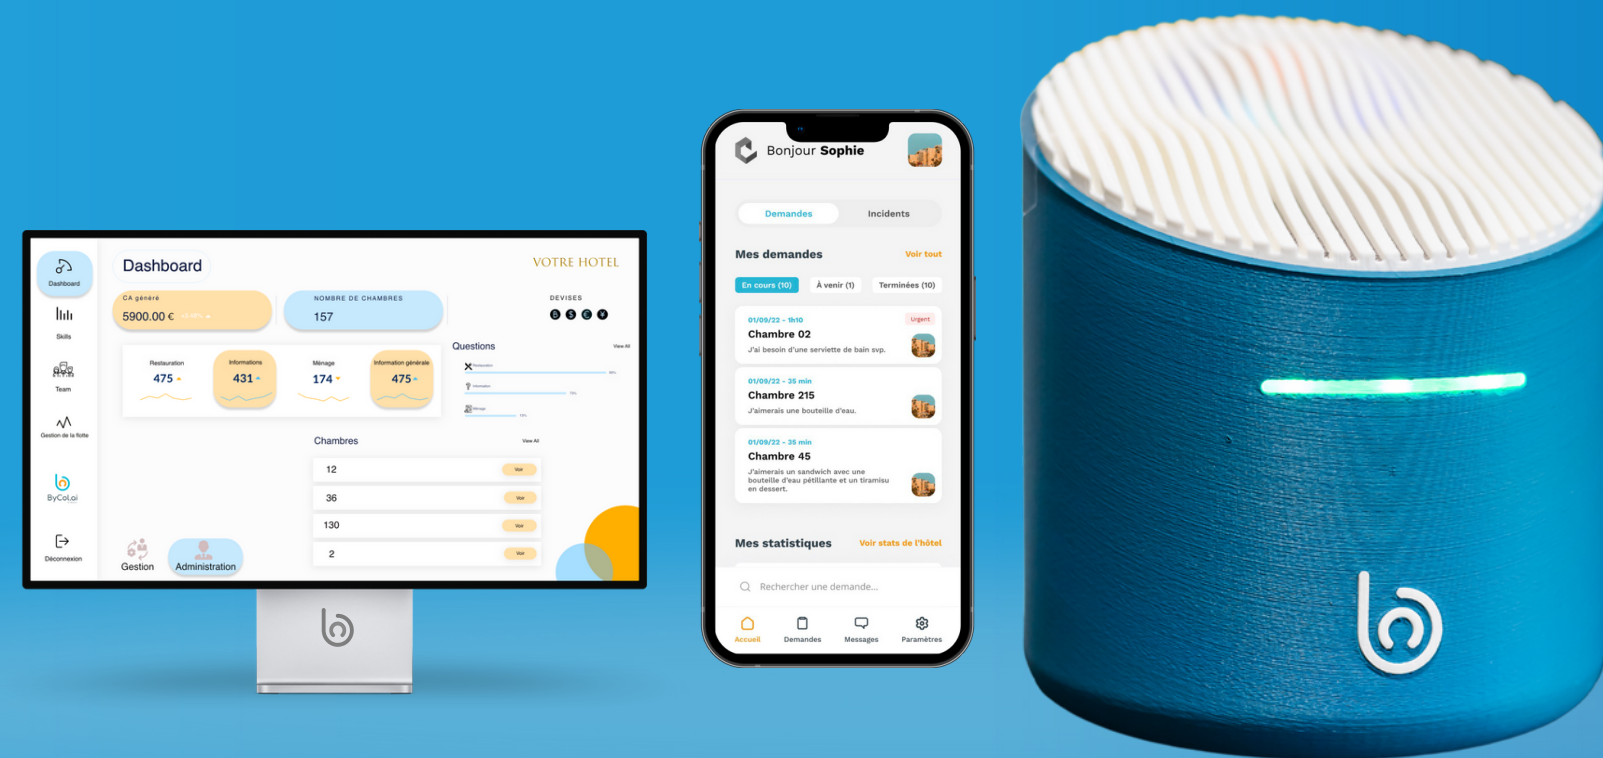 Dashboard
Skills
Team
Gestion de la flotte
ByCoLai
Déconnexion
Dashboard
VOTRE HOTEL
CA généré
5900.00 €
NOMBRE DE CHAMBRES
157
DEVISES
Restauration
475
Informations
431
Ménage
174
Information générale
475
Questions
View All
Restauration
Information
Ménage
Chambres
View All
12
Voir
36
Voir
130
Voir
2
Voir
Gestion
Administration
Bonjour Sophie
Demandes
Incidents
Mes demandes
Voir tout
En cours (10)
À venir (1)
Terminées (10)
01/09/22 - 1h10
Urgent
Chambre 02
J'ai besoin d'une serviette de bain svp.
01/09/22 - 35 min
Chambre 215
J'aimerais une bouteille d'eau.
01/09/22 - 35 min
Chambre 45
J'aimerais un sandwich avec une
bouteille d'eau pétillante et un tiramisu
en dessert.
Mes statistiques
Voir stats de l'hôtel
Rechercher une demande...
Accueil
Demandes
Messages
Paramètres